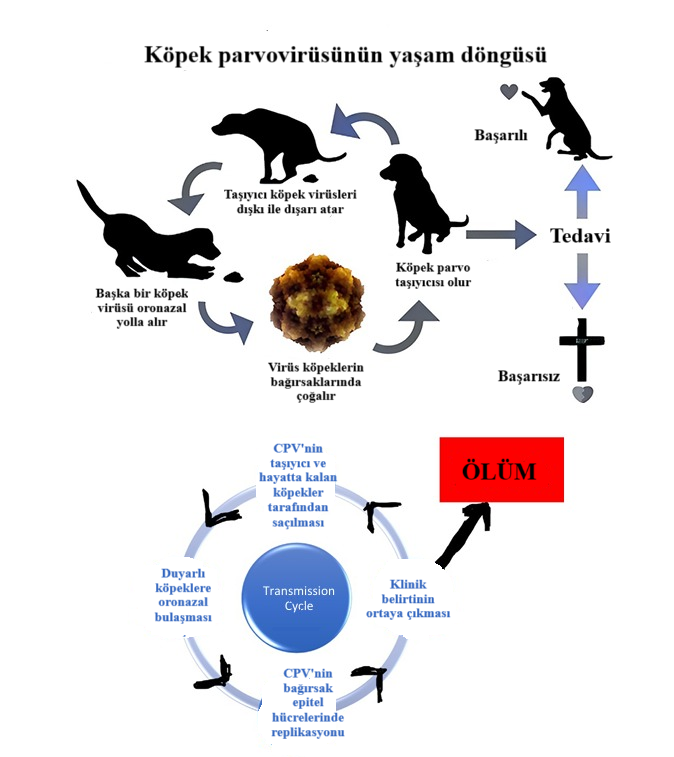 Köpek parvovirüsünün yaşam döngüsü
Başarılı
Taşıyıcı köpek virüsleri
dışkı ile dışarı atar
Tedavi
Köpek parvo
taşıyıcısı olur
Başka bir köpek
virüsü oronazal
yolla alır
Virüs köpeklerin
bağırsaklarında
çoğalır
Başarısız
CPV'nin
taşıyıcı ve
hayatta kalan
köpekler
tarafından
saçılması
ÖLÜM
Duyarlı
köpeklere
oronazal
bulaşması
Transmission
Cycle
Klinik
belirtinin
ortaya çıkması
CPV'nin
bağırsak
epitel
hücrelerinde
replikasyonu